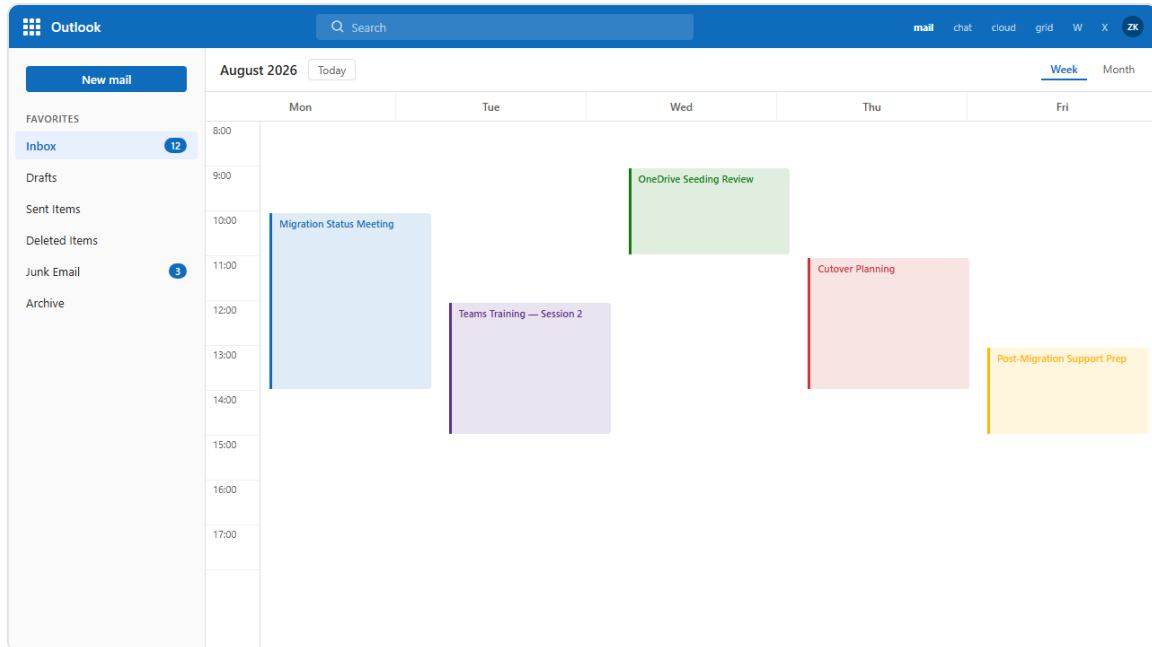 Outlook
Search
mail chat cloud grid W X ZK
New mail
FAVORITES
Inbox 12
Drafts
Sent Items
Deleted Items
Junk Email 3
Archive
August 2026 Today
Week Month
Mon Tue Wed Thu Fri
8:00
9:00
OneDrive Seeding Review
10:00
Migration Status Meeting
11:00
Cutover Planning
12:00
Teams Training — Session 2
13:00
Post-Migration Support Prep
14:00
15:00
16:00
17:00